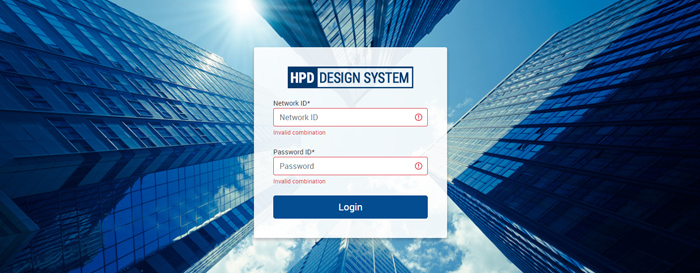 HPD DESIGN SYSTEM
Network ID*
Network ID
Invalid combination
Password ID*
Password
Invalid combination
Login